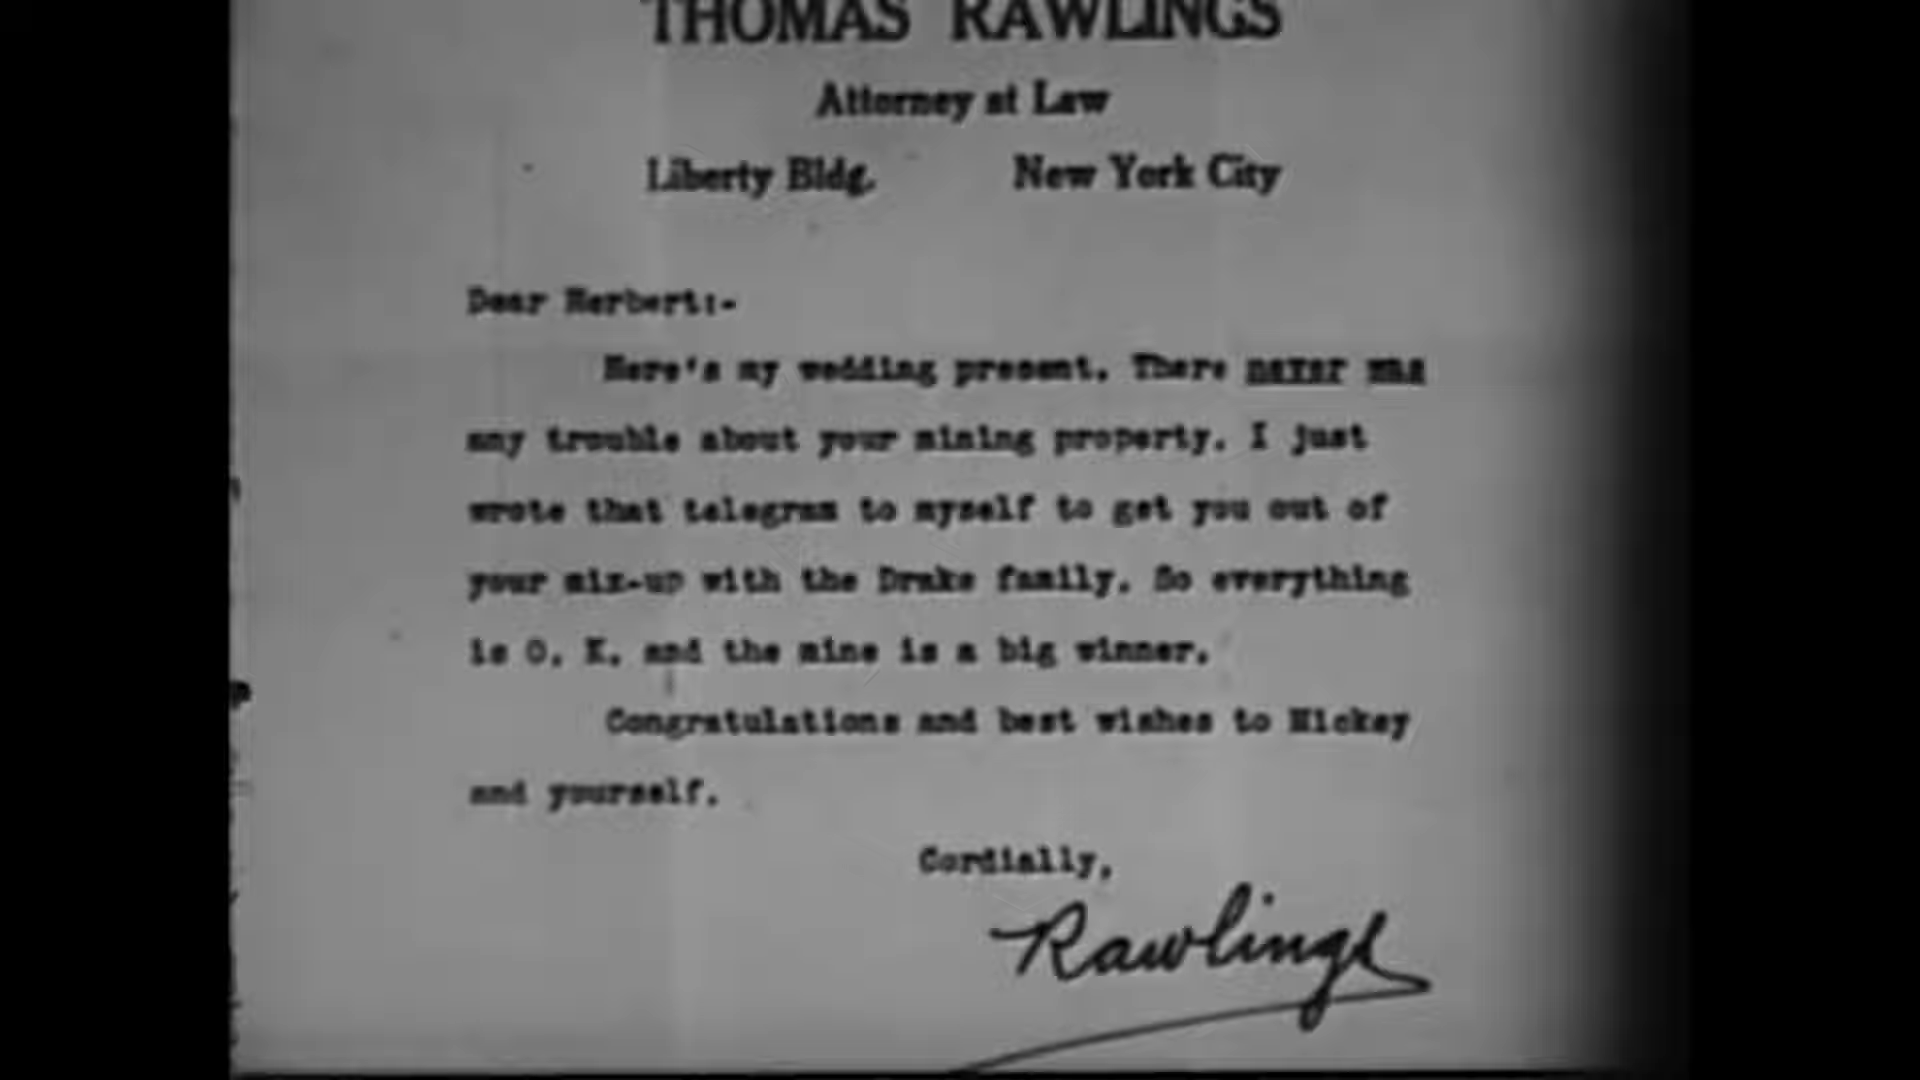 THOMAS RAWLINGS
Attorney at Law
Liberty Bldg. New York City
Dear Herbert:-
Here's my wedding present. There never was
any trouble about your mining property. I just
wrote that telegram to myself to get you out of
your mix-up with the Drake family. So everything
is O. K. and the mine is a big winner.
Congratulations and best wishes to Mickey
and yourself.
Cordially,
Rawlings